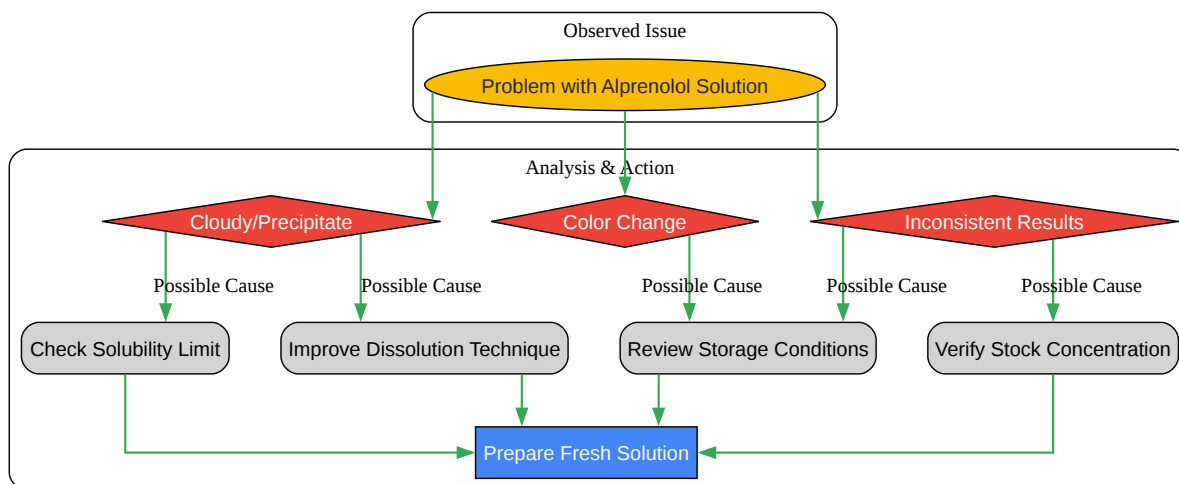 Observed Issue
Problem with Alprenolol Solution
Analysis & Action
Cloudy/Precipitate
Color Change
Inconsistent Results
Possible Cause
Possible Cause
Possible Cause
Possible Cause
Possible Cause
Check Solubility Limit
Improve Dissolution Technique
Review Storage Conditions
Verify Stock Concentration
Prepare Fresh Solution